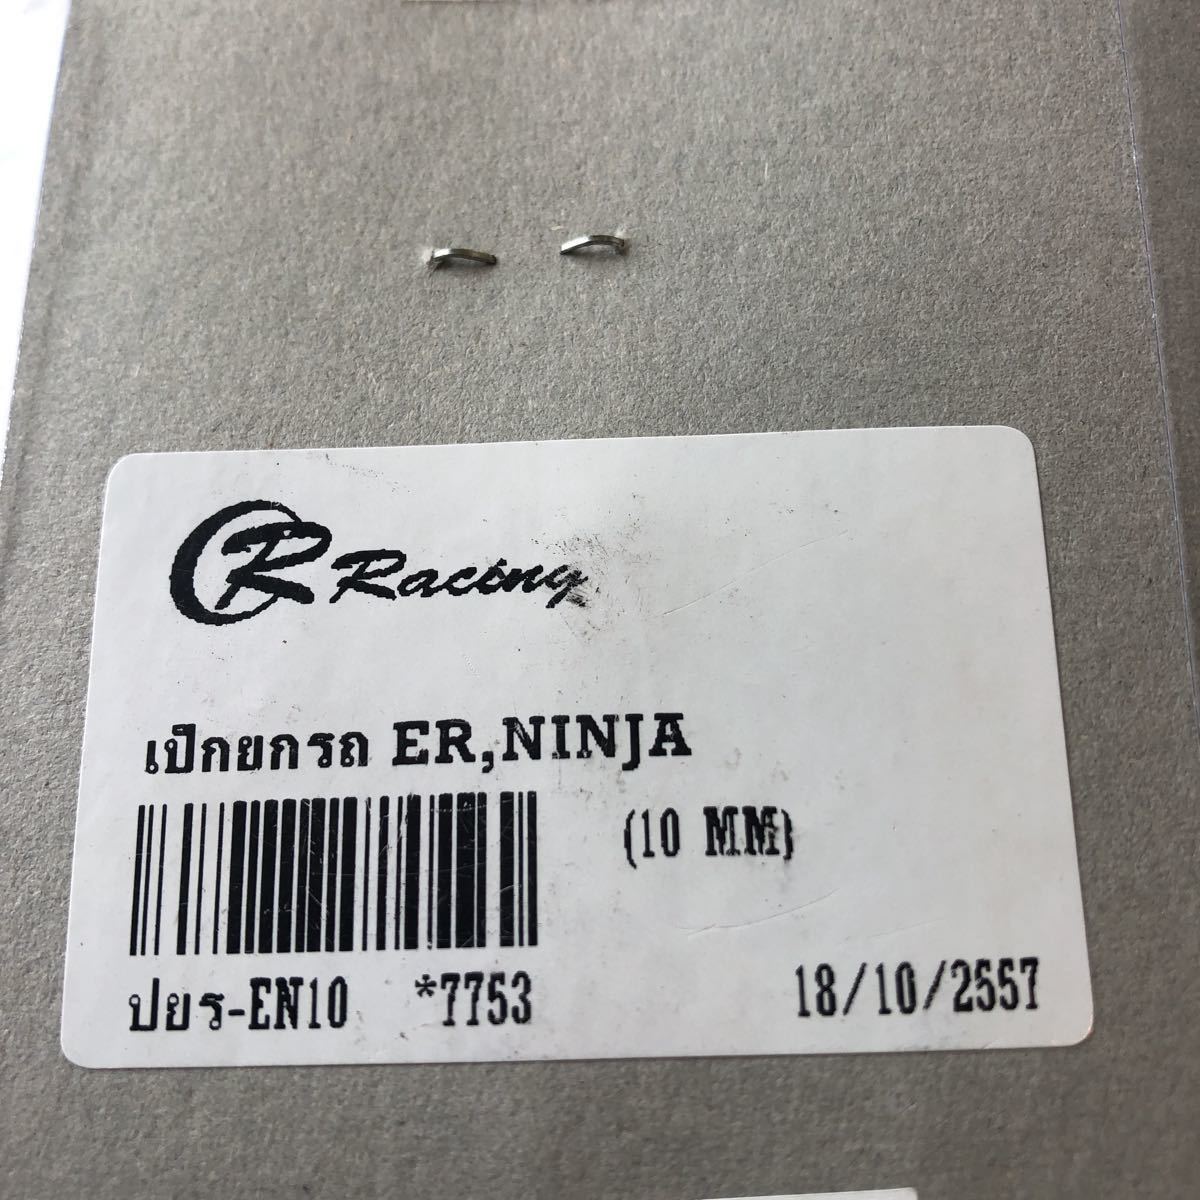 R Racing
เป๊กยกรถ ER,NINJA
(10 MM)
ปยร-EN10 *7753
18/10/2557